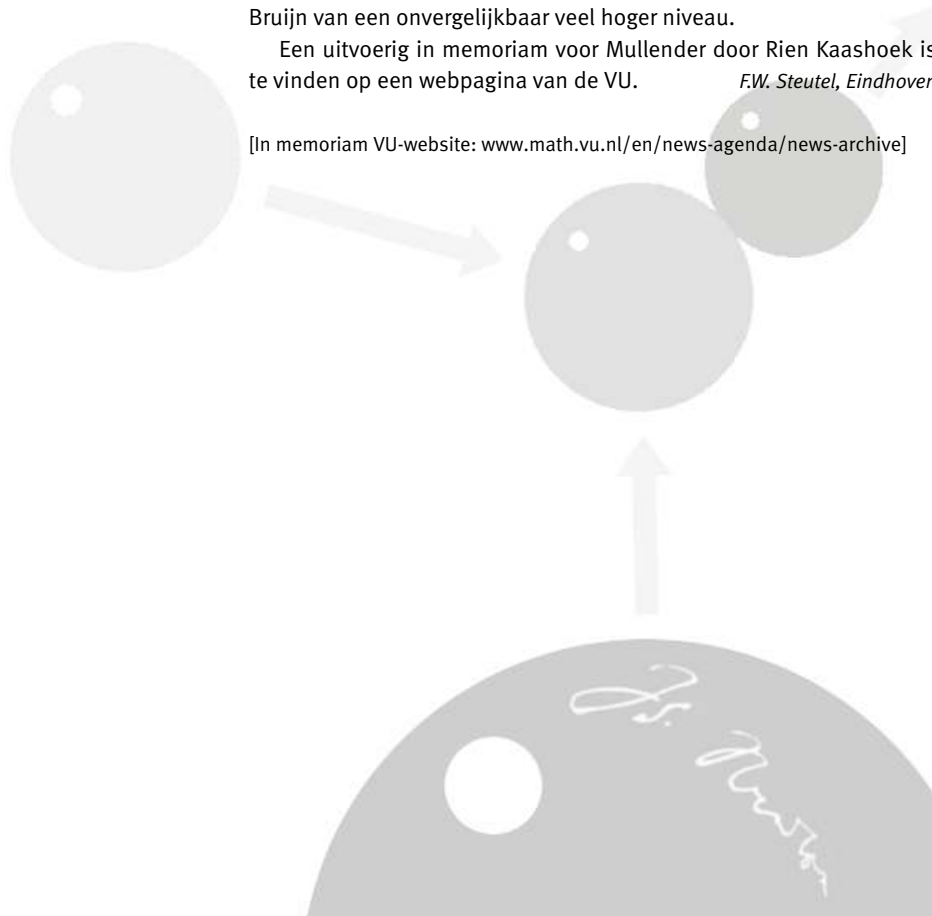 Bruijn van een onvergelijkbaar veel hoger niveau.
Een uitvoerig in memoriam voor Mullender door Rien Kaashoek is
te vinden op een webpagina van de VU. F.W. Steutel, Eindhoven
[In memoriam VU-website: www.math.vu.nl/en/news-agenda/news-archive]
Is.